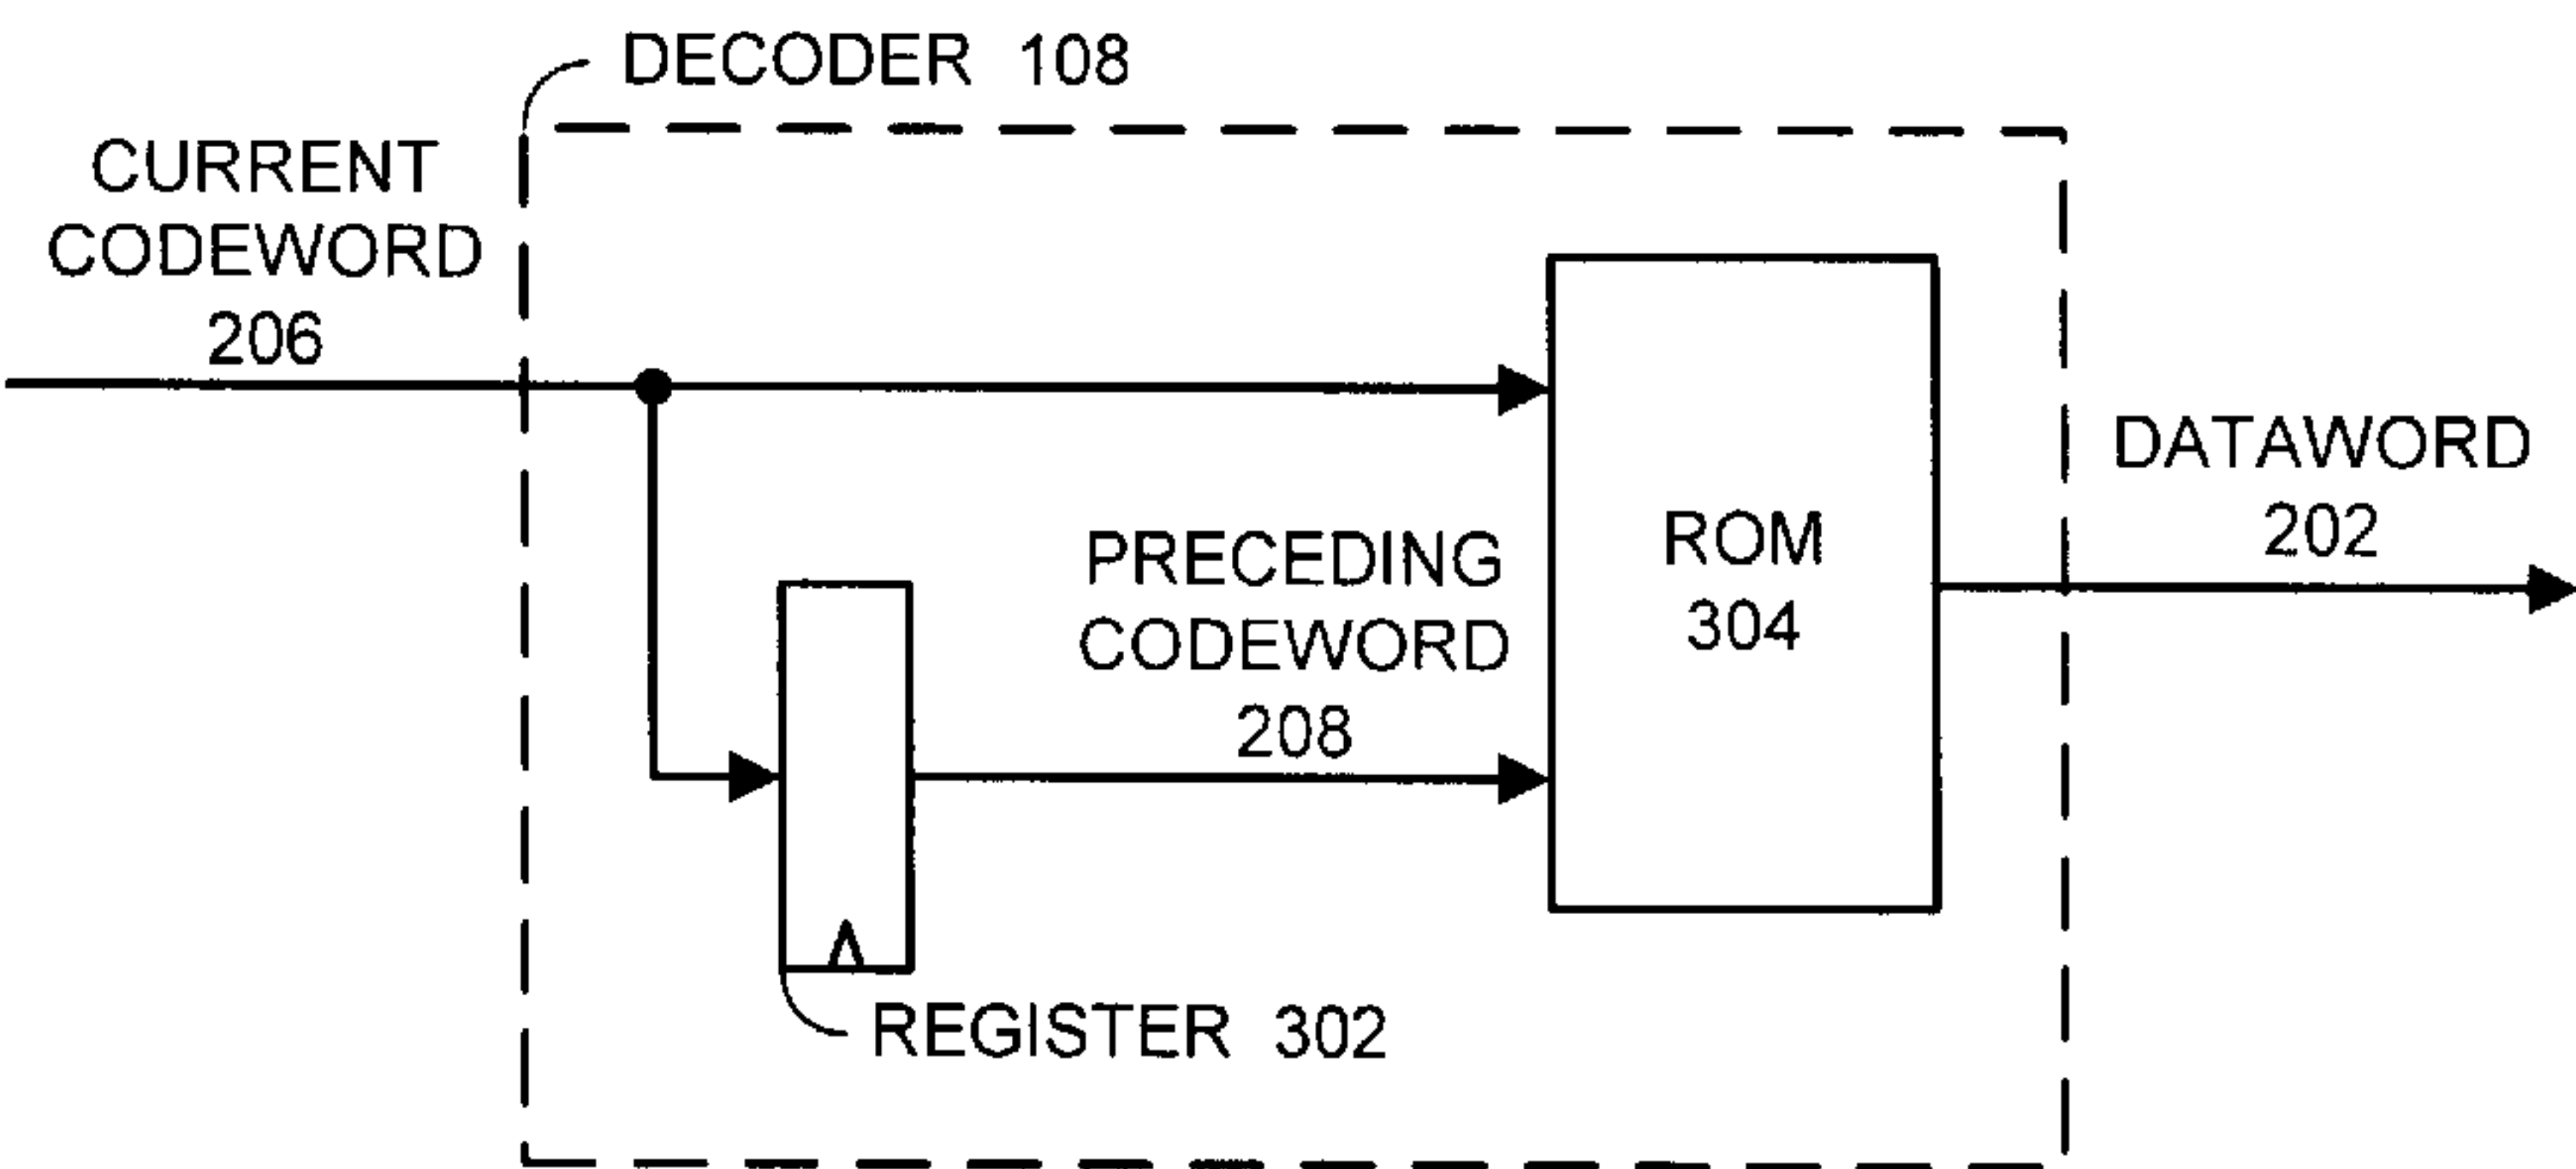 DECODER 108
CURRENT
CODEWORD
206
DATAWORD
202
ROM
304
PRECEDING
CODEWORD
208
REGISTER 302